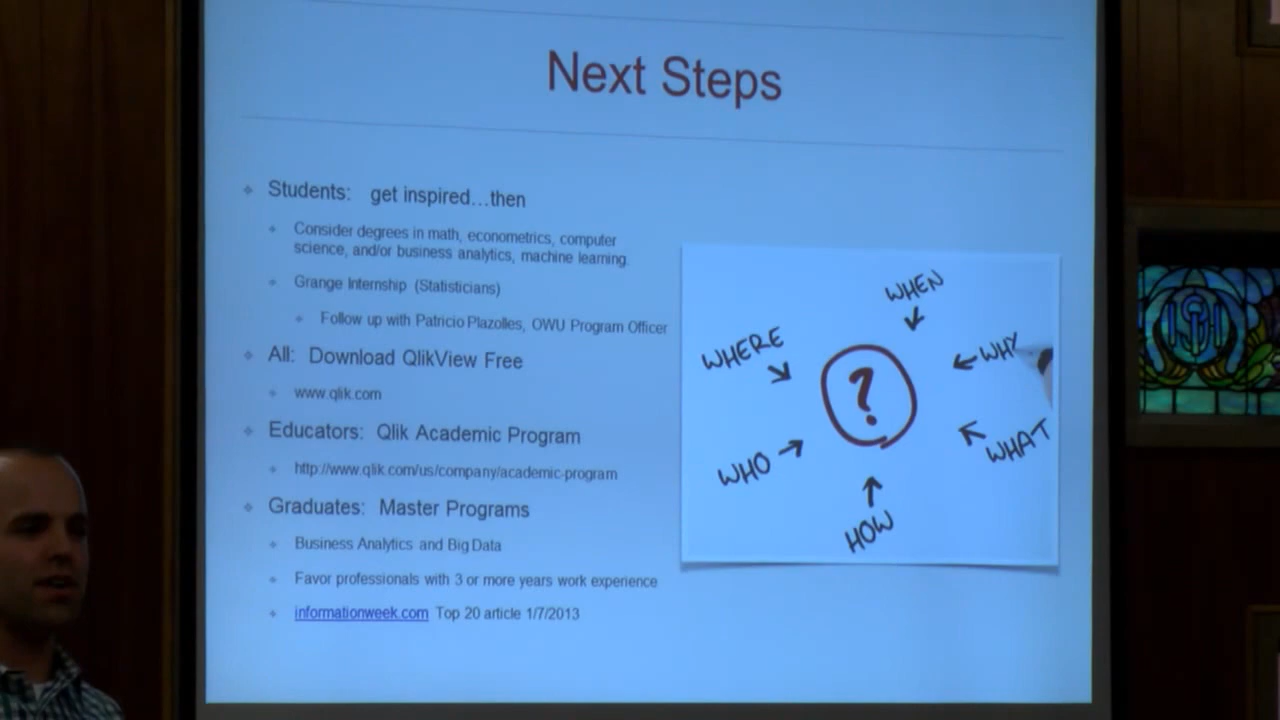 Next Steps
Students: get inspired…then
Consider degrees in math, econometrics, computer
science, and/or business analytics, machine learning
Grange Internship (Statisticians)
Follow up with Patricio Plazolles, OWU Program Officer
All: Download QlikView Free
www.qlik.com
Educators: Qlik Academic Program
http://www.qlik.com/us/company/academic-program
Graduates: Master Programs
Business Analytics and Big Data
Favor professionals with 3 or more years work experience
informationweek.com Top 20 article 1/7/2013
WHEN
WHERE
WHY
?
WHAT
WHO
HOW